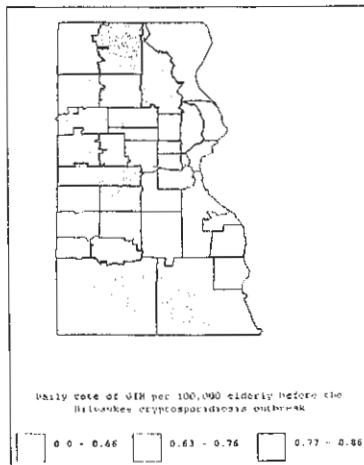 Daily rate of GIH per 100,000 elderly before the
Milwaukee cryptosporidiosis outbreak
0.0 - 0.66 0.63 - 0.76 0.77 - 0.86